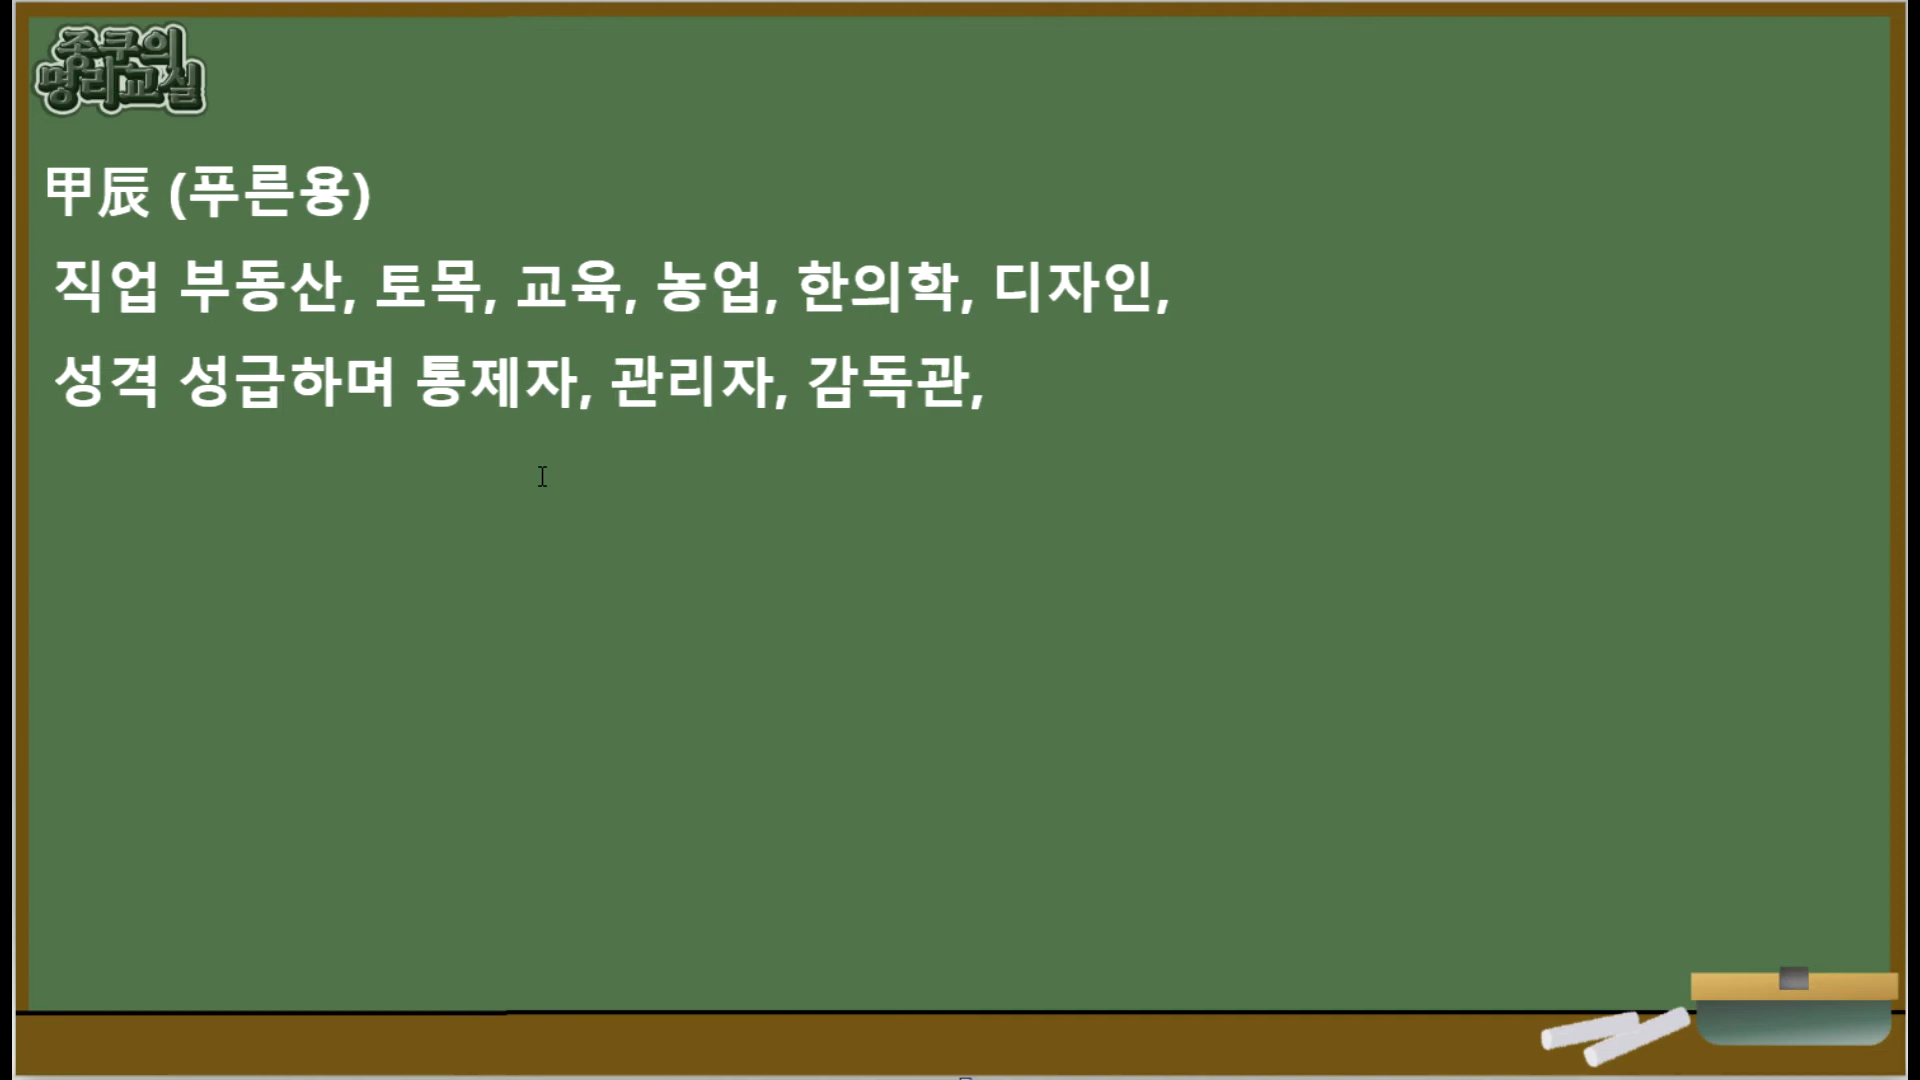 종쿠의
명리교실
甲辰 (푸른용)
직업 부동산, 토목, 교육, 농업, 한의학, 디자인,
성격 성급하며 통제자, 관리자, 감독관,